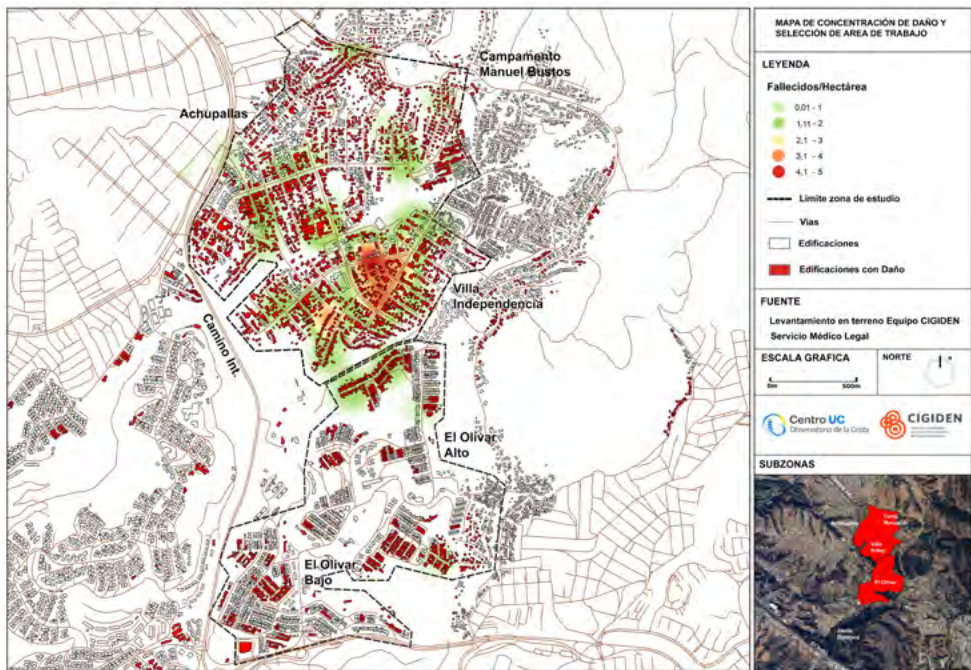 MAPA DE CONCENTRACIÓN DE DAÑO Y
SELECCIÓN DE AREA DE TRABAJO
LEYENDA
Fallecidos/Hectárea
0,01 - 1
1,11 - 2
2,1 - 3
3,1 - 4
4,1 - 5
Limite zona de estudio
Vias
Edificaciones
Edificaciones con Daño
FUENTE
Levantamiento en terreno Equipo CIGIDEN
Servicio Médico Legal
ESCALA GRAFICA
0m 500m
NORTE
Centro UC
Observatorio de la Costa
CIGIDEN
SUBZONAS
El Olivar
Campamento
Manuel Bustos
Achupallas
Villa
Independencia
Camino Int.
El Olivar
Alto
El Olivar
Bajo